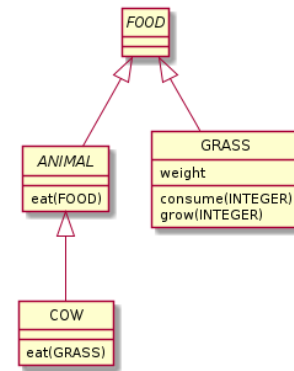 FOOD
ANIMAL
eat(FOOD)
GRASS
weight
consume(INTEGER)
grow(INTEGER)
COW
eat(GRASS)